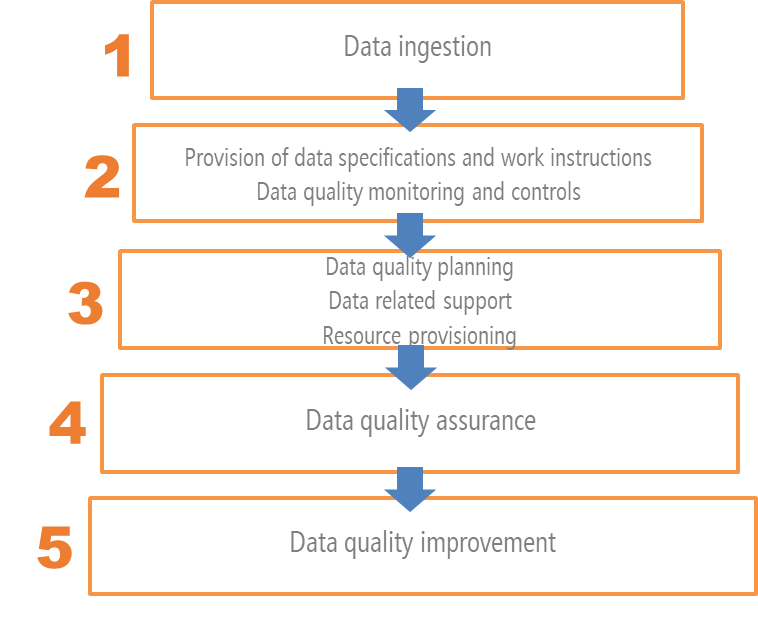 1
Data ingestion
2
Provision of data specifications and work instructions
Data quality monitoring and controls
3
Data quality planning
Data related support
Resource provisioning
4
Data quality assurance
5
Data quality improvement